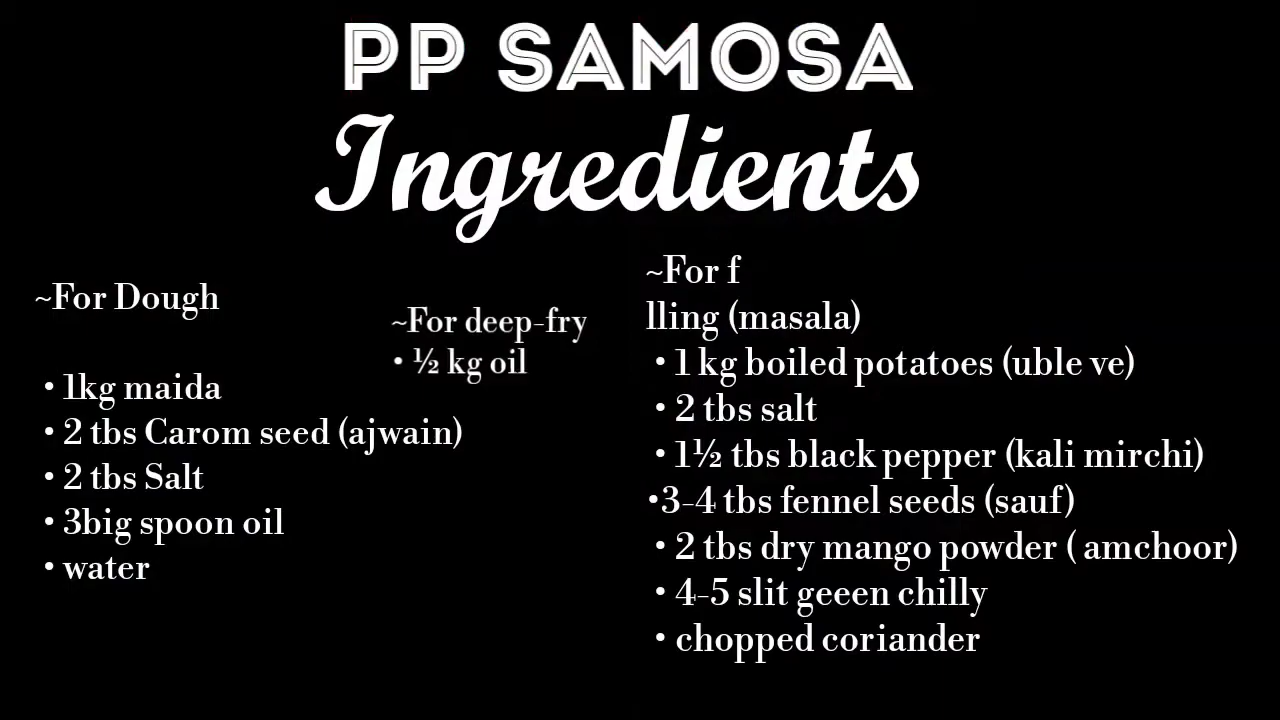 PP SAMOSA
Ingredients
~For Dough
• 1kg maida
• 2 tbs Carom seed (ajwain)
• 2 tbs Salt
• 3big spoon oil
• water
~For deep-fry
• ½ kg oil
~For f
lling (masala)
• 1 kg boiled potatoes (uble ve)
• 2 tbs salt
• 1½ tbs black pepper (kali mirchi)
•3-4 tbs fennel seeds (sauf)
• 2 tbs dry mango powder ( amchoor)
• 4-5 slit geeen chilly
• chopped coriander